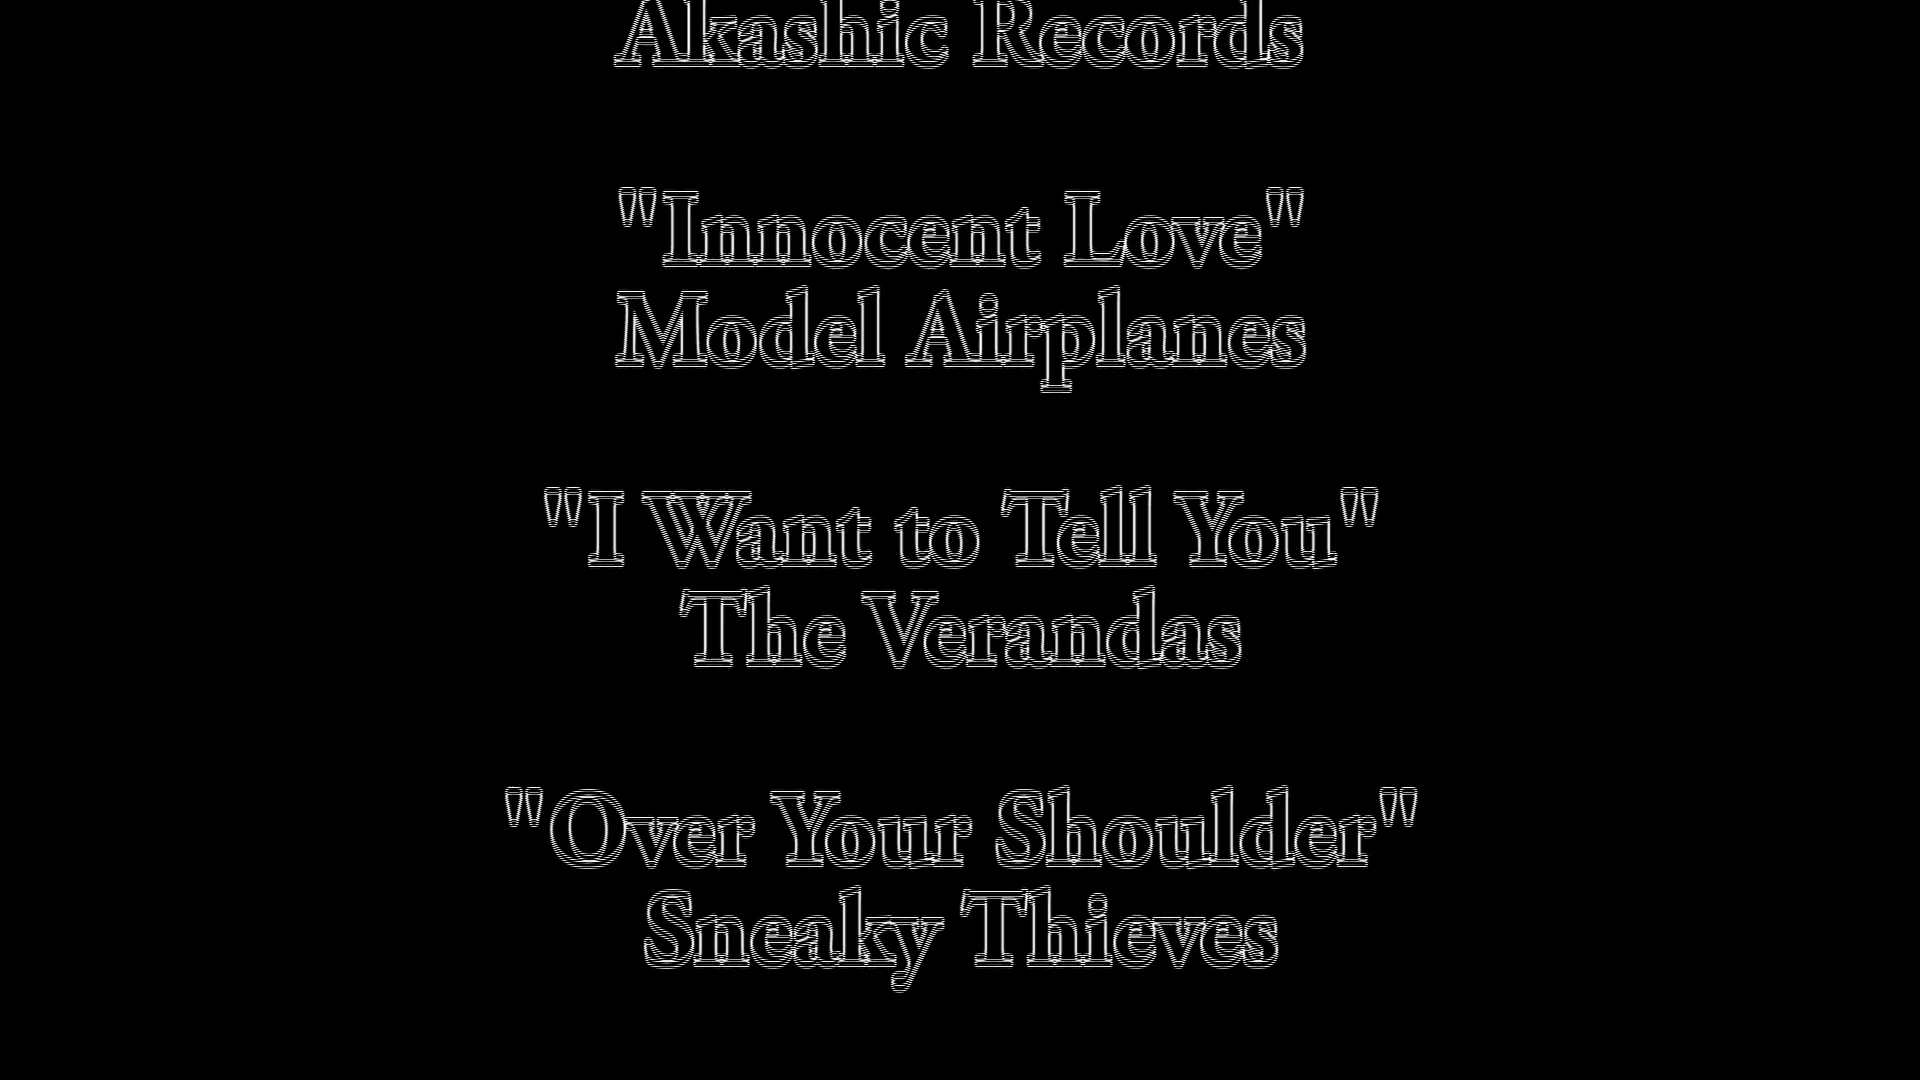 Akashic Records
"Innocent Love"
Model Airplanes
"I Want to Tell You"
The Verandas
"Over Your Shoulder"
Sneaky Thieves